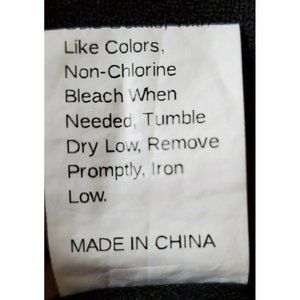 Like Colors,
Non-Chlorine
Bleach When
Needed, Tumble
Dry Low, Remove
Promptly, Iron
Low.
MADE IN CHINA